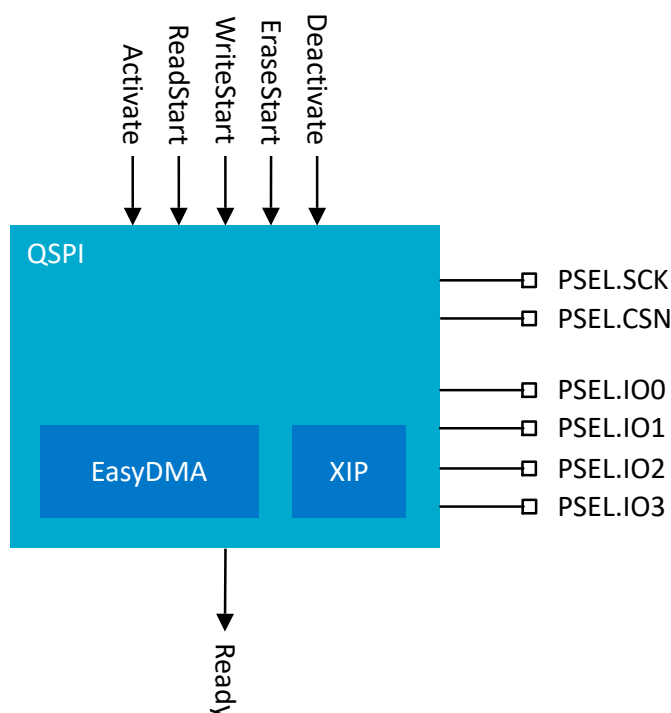 Activate
ReadStart
WriteStart
EraseStart
Deactivate
QSPI
PSEL.SCK
PSEL.CSN
PSEL.IO0
PSEL.IO1
PSEL.IO2
PSEL.IO3
EasyDMA
XIP
Ready